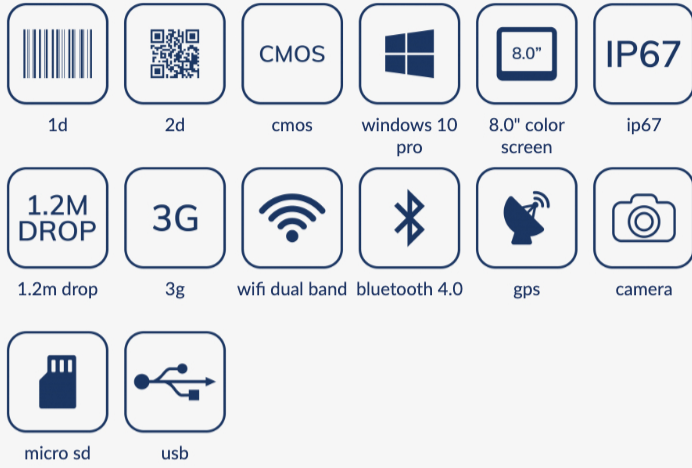 CMOS
8.0”
IP67
1d
2d
cmos
windows 10
pro
8.0" color
screen
ip67
1.2M
DROP
3G
1.2m drop
3g
wifi dual band
bluetooth 4.0
gps
camera
micro sd
usb